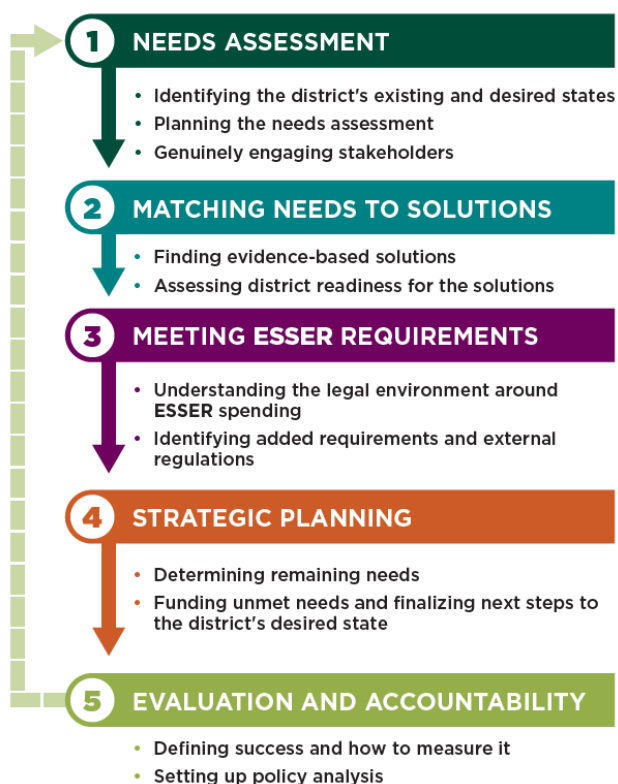 1 NEEDS ASSESSMENT
• Identifying the district's existing and desired states
• Planning the needs assessment
• Genuinely engaging stakeholders
2 MATCHING NEEDS TO SOLUTIONS
• Finding evidence-based solutions
• Assessing district readiness for the solutions
3 MEETING ESSER REQUIREMENTS
• Understanding the legal environment around
ESSER spending
• Identifying added requirements and external
regulations
4 STRATEGIC PLANNING
• Determining remaining needs
• Funding unmet needs and finalizing next steps to
the district's desired state
5 EVALUATION AND ACCOUNTABILITY
• Defining success and how to measure it
• Setting up policy analysis